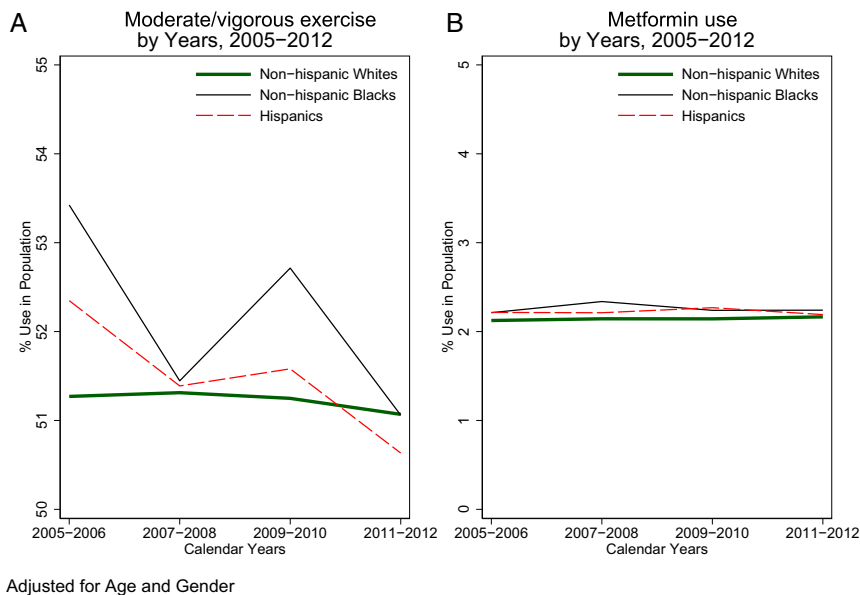 A
Moderate/vigorous exercise
by Years, 2005−2012
Non−hispanic Whites
Non−hispanic Blacks
Hispanics
% Use in Population
55
54
53
52
51
50
2005−2006
2007−2008
2009−2010
2011−2012
Calendar Years
B
Metformin use
by Years, 2005−2012
Non−hispanic Whites
Non−hispanic Blacks
Hispanics
% Use in Population
5
4
3
2
1
0
2005−2006
2007−2008
2009−2010
2011−2012
Calendar Years
Adjusted for Age and Gender